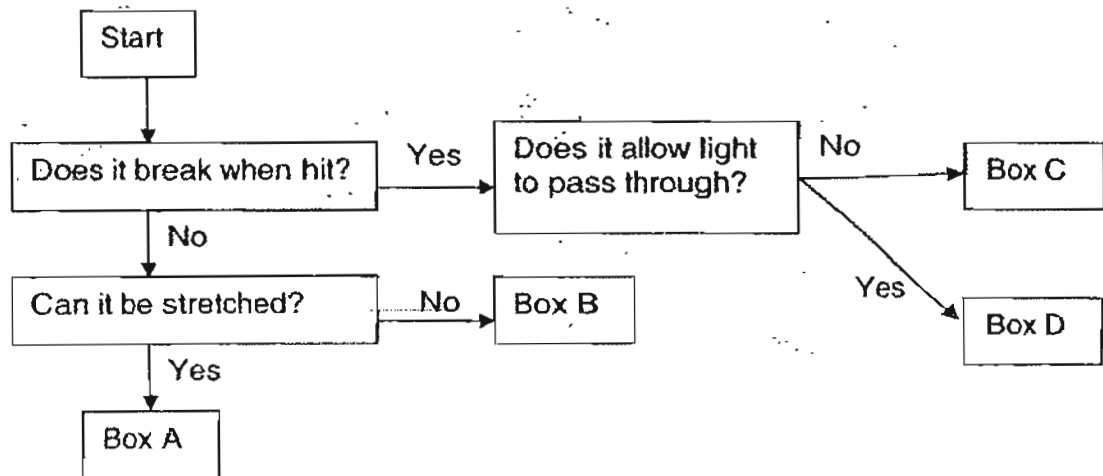 Start
Does it break when hit?
Yes
Does it allow light
to pass through?
No
Box C
Yes
Box D
No
Can it be stretched?
No
Box B
Yes
Box A